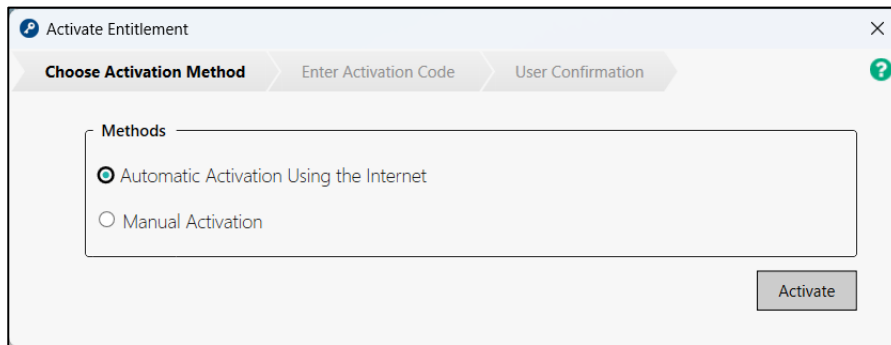 Activate Entitlement
Choose Activation Method
Enter Activation Code
User Confirmation
?
Methods
Automatic Activation Using the Internet
Manual Activation
Activate